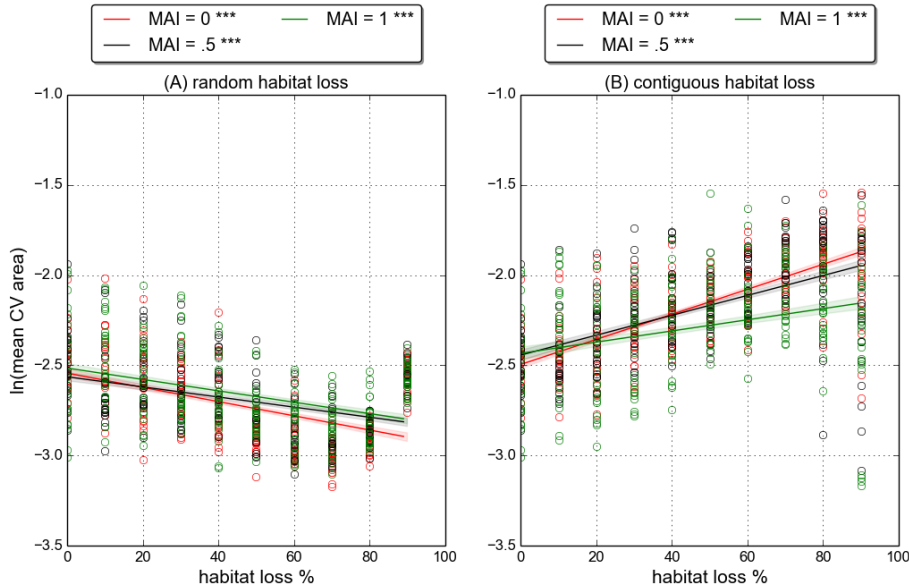 MAI = 0 *** MAI = 1 ***
MAI = .5 ***
MAI = 0 *** MAI = 1 ***
MAI = .5 ***
(A) random habitat loss
(B) contiguous habitat loss
ln(mean CV area)
−1.0
−1.5
−2.0
−2.5
−3.0
−3.5
0 20 40 60 80 100
habitat loss %
−1.0
−1.5
−2.0
−2.5
−3.0
−3.5
0 20 40 60 80 100
habitat loss %